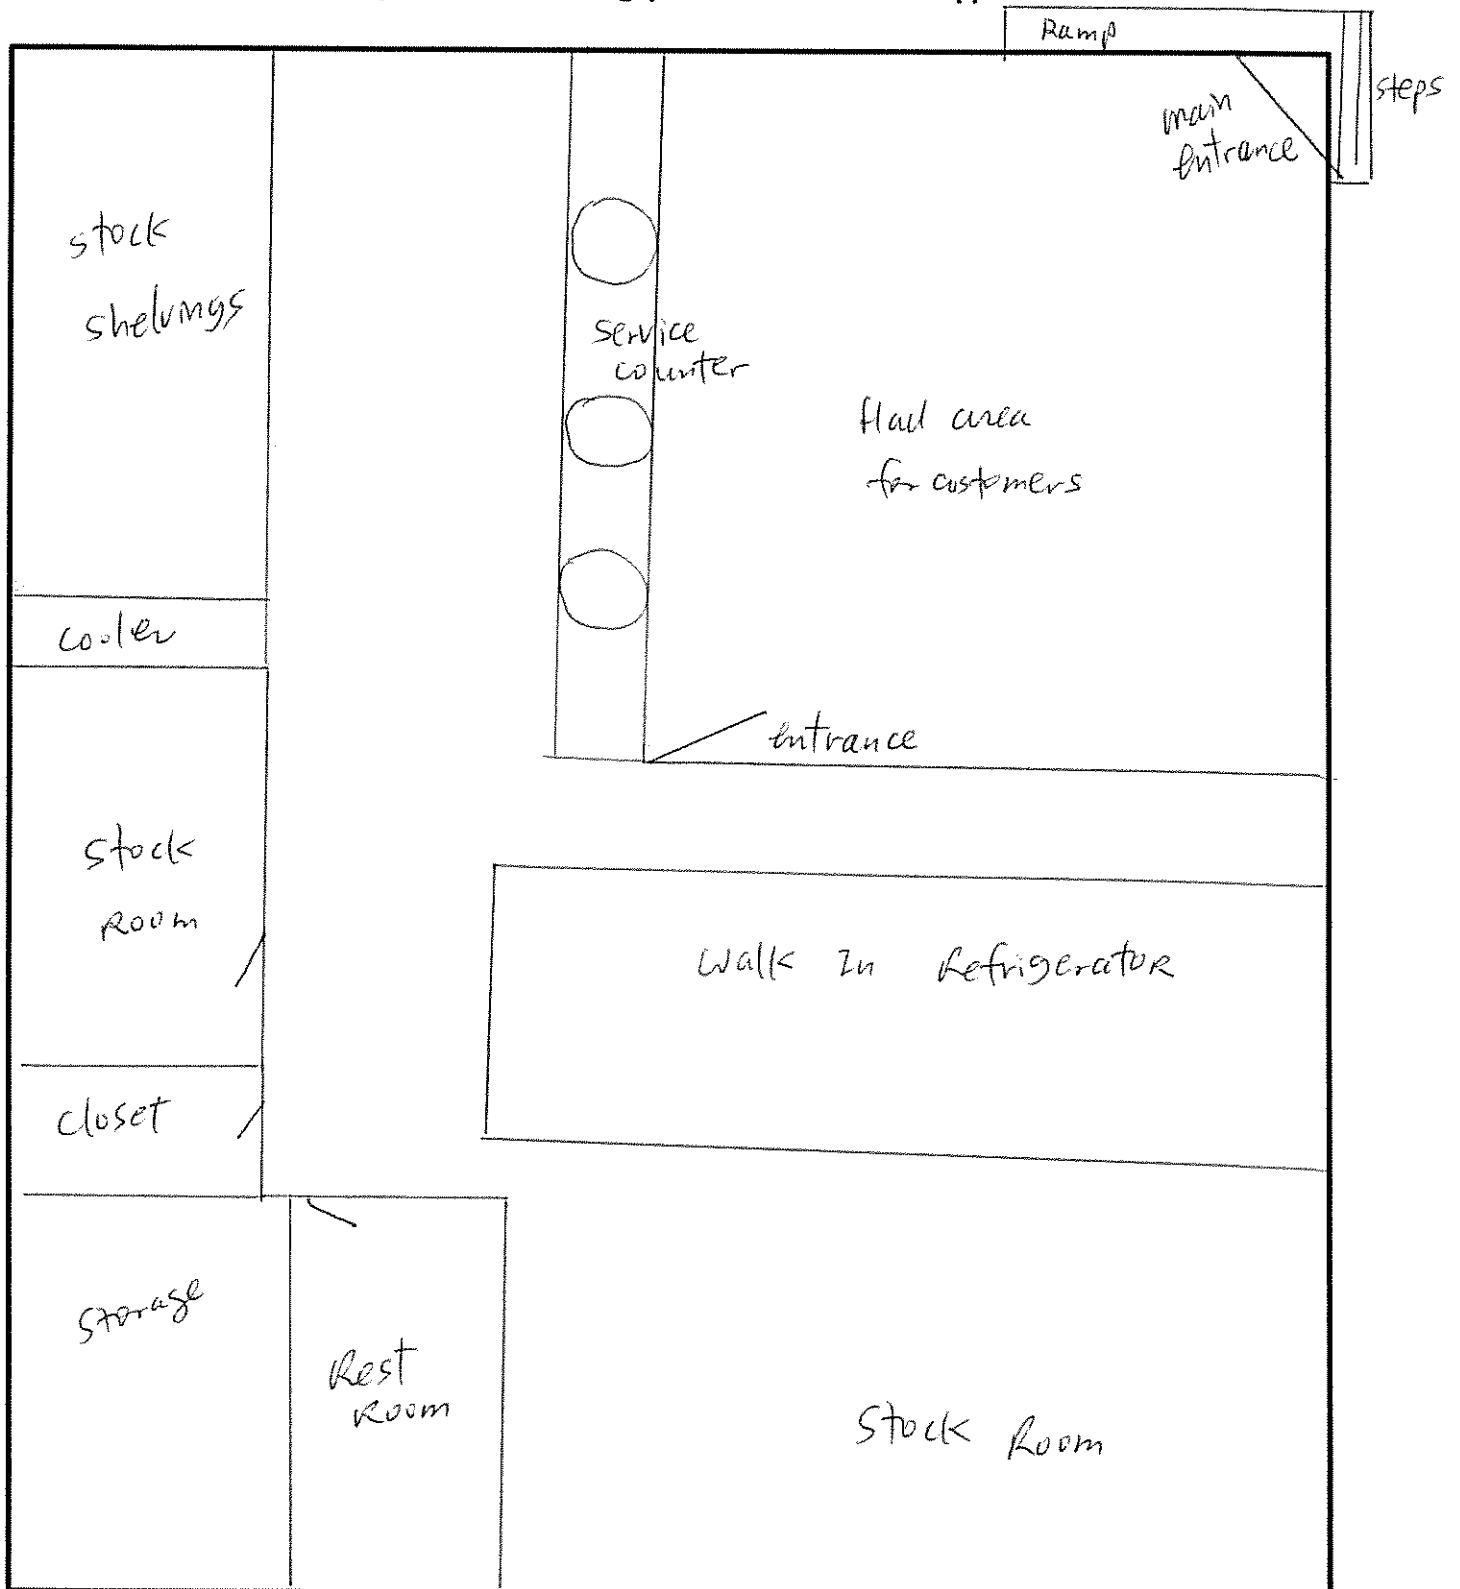 Ramp
steps
main
entrance
stock
shelvings
service
counter
Hall area
for customers
cooler
entrance
Stock
Room
Walk In Refrigerator
closet
Storage
Rest
Room
Stock Room